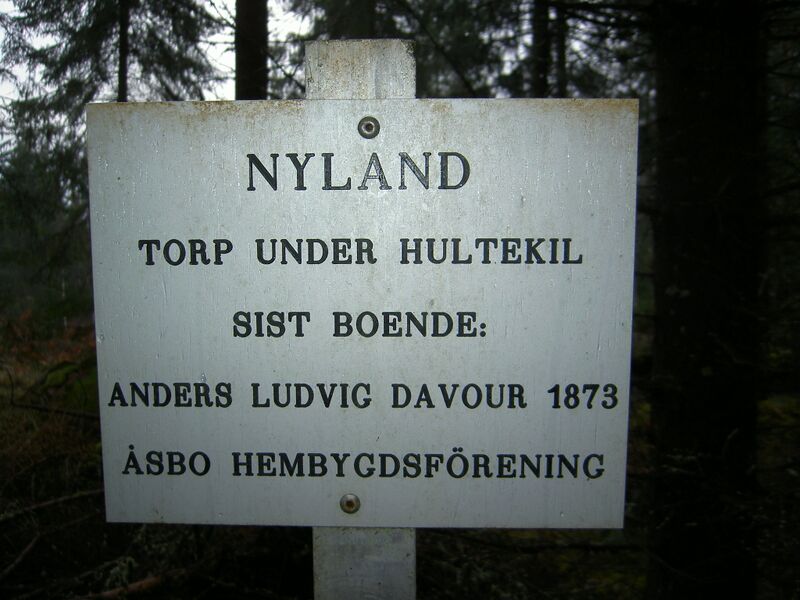 NYLAND
TORP UNDER HULTEKIL
SIST BOENDE:
ANDERS LUDVIG DAVOUR 1873
ÅSBO HEMBYGDSFÖRENING